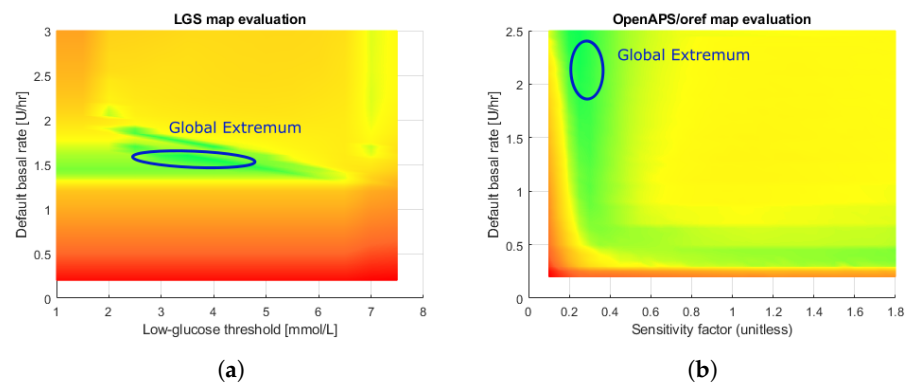 LGS map evaluation
Default basal rate [U/hr]
3
2.5
2
1.5
1
0.5
0
Global Extremum
1 2 3 4 5 6 7 8
Low-glucose threshold [mmol/L]
(a)
OpenAPS/oref map evaluation
Default basal rate [U/hr]
2.5
2
1.5
1
0.5
0
Global Extremum
0 0.2 0.4 0.6 0.8 1 1.2 1.4 1.6 1.8
Sensitivity factor (unitless)
(b)